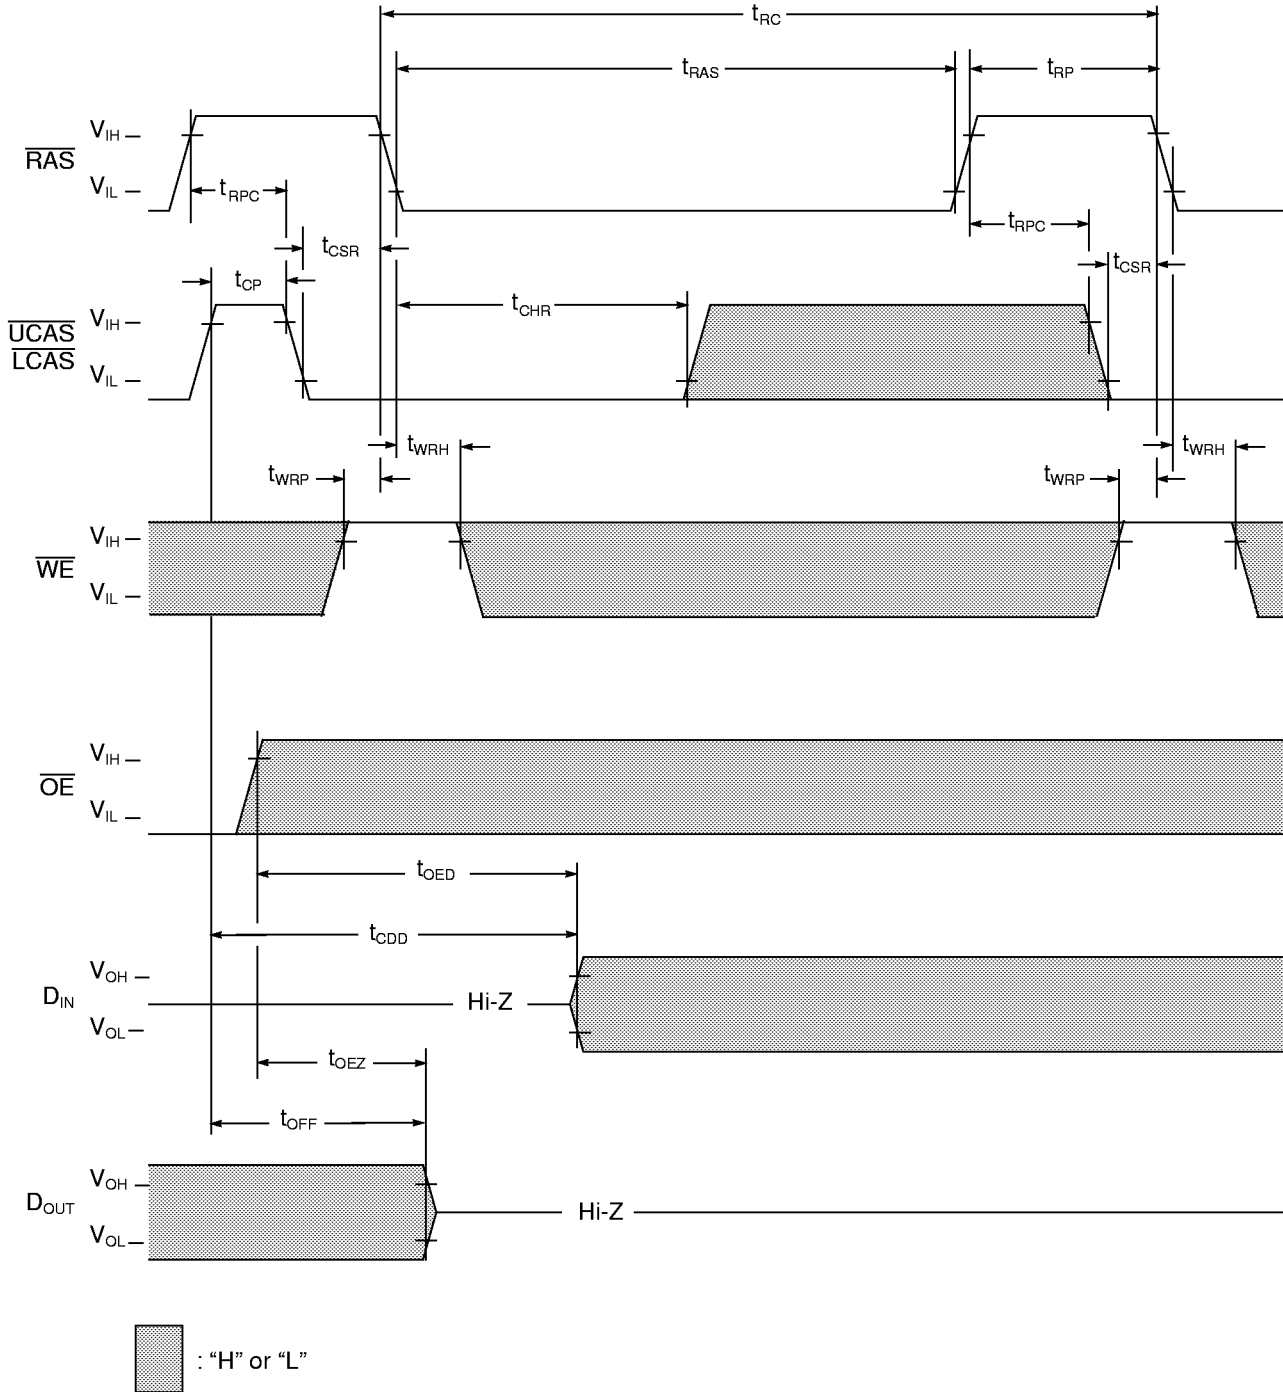 tRC
tRAS
tRP
VIH
RAS
VIL
tRPC
tRPC
tCSR
tCSR
tCP
tCHR
VIH
UCAS
LCAS
VIL
tWRH
tWRH
tWRP
tWRP
VIH
WE
VIL
VIH
OE
VIL
tOED
tCDD
VOH
DIN
Hi-Z
VOL
tOEZ
tOFF
VOH
DOUT
Hi-Z
VOL
: “H” or “L”